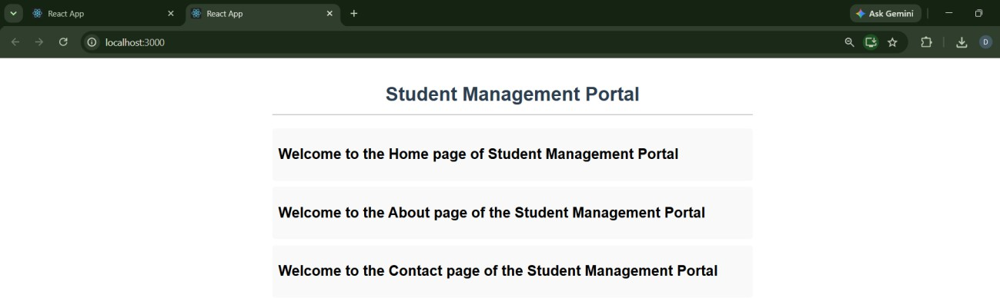 React App
React App
Ask Gemini
localhost:3000
D
Student Management Portal
Welcome to the Home page of Student Management Portal
Welcome to the About page of the Student Management Portal
Welcome to the Contact page of the Student Management Portal